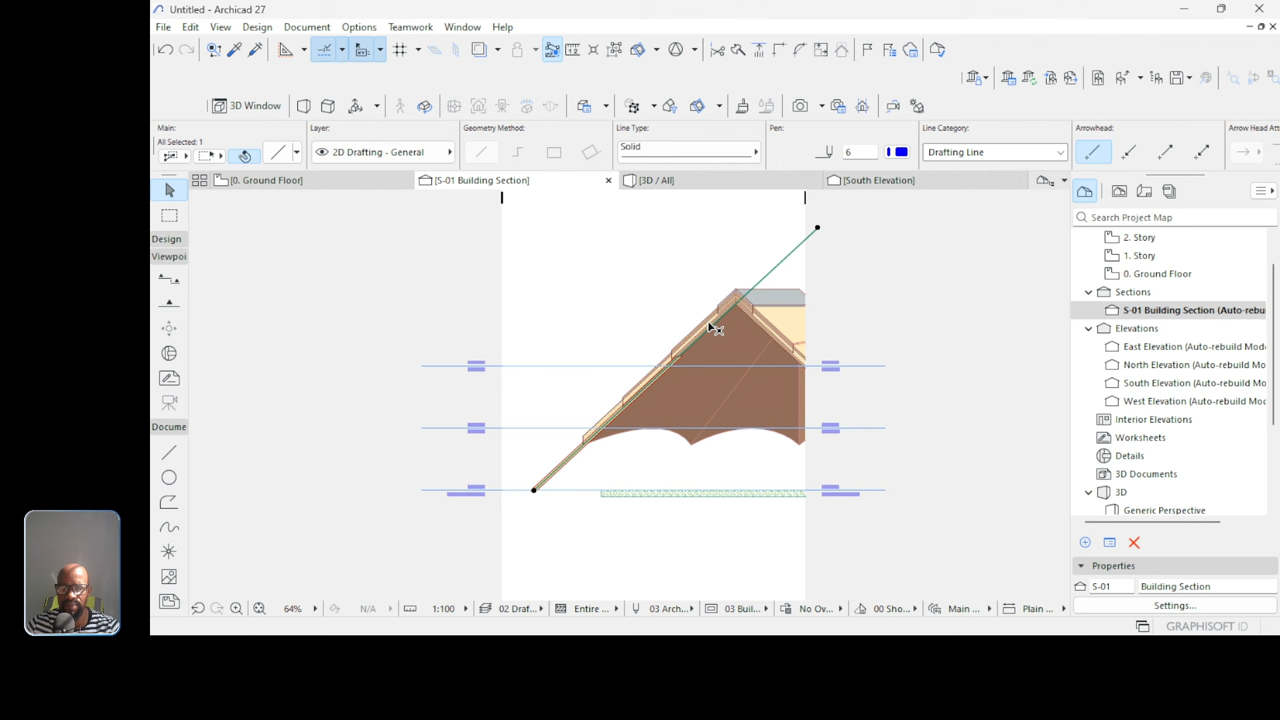 Untitled - Archicad 27
File Edit View Design Document Options Teamwork Window Help
3D Window
Main:
All Selected: 1
Layer:
2D Drafting - General
Geometry Method:
Line Type:
Solid
Pen:
6
Line Category:
Drafting Line
Arrowhead:
Arrow Head Att
[0. Ground Floor]
[S-01 Building Section]
[3D / All]
[South Elevation]
Design
Viewpoi
Docume
Search Project Map
2. Story
1. Story
0. Ground Floor
Sections
S-01 Building Section (Auto-rebu
Elevations
East Elevation (Auto-rebuild Mode
North Elevation (Auto-rebuild Mo
South Elevation (Auto-rebuild Mo
West Elevation (Auto-rebuild Moc
Interior Elevations
Worksheets
Details
3D Documents
3D
Generic Perspective
Properties
S-01
Building Section
Settings...
64%
N/A
1:100
02 Draf...
Entire ...
03 Arch...
03 Buil...
No Ov...
00 Sho...
Main ...
Plain ...
GRAPHISOFT ID